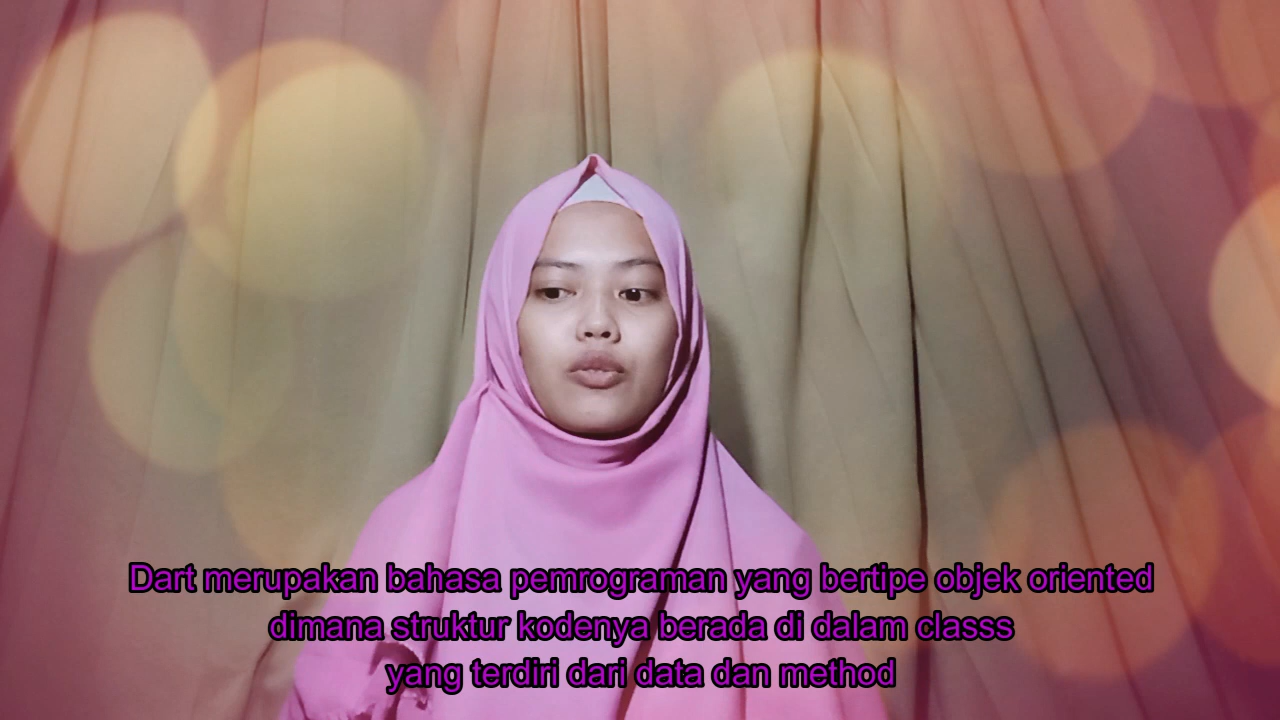 Dart merupakan bahasa pemrograman yang bertipe objek oriented
dimana struktur kodenya berada di dalam classs
yang terdiri dari data dan method